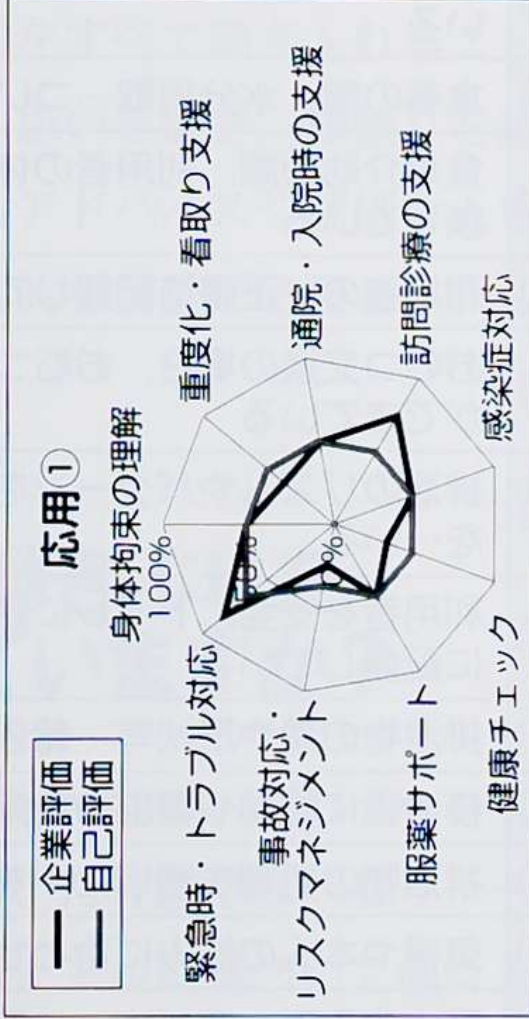 企業評価
自己評価
応用①
身体拘束の理解
100%
50%
0%
重度化・看取り支援
通院・入院時の支援
訪問診療の支援
感染症対応
健康チェック
服薬サポート
事故対応・
リスクマネジメント
緊急時・トラブル対応